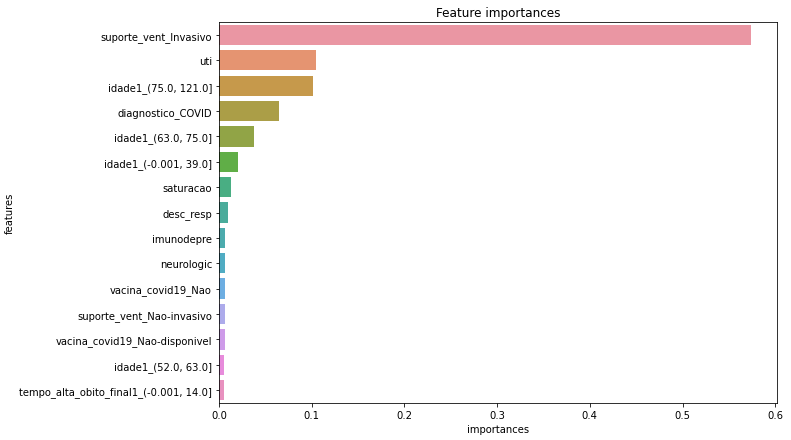 Feature importances
features
suporte_vent_Invasivo
uti
idade1_(75.0, 121.0]
diagnostico_COVID
idade1_(63.0, 75.0]
idade1_(-0.001, 39.0]
saturacao
desc_resp
imunodepre
neurologic
vacina_covid19_Nao
suporte_vent_Nao-invasivo
vacina_covid19_Nao-disponivel
idade1_(52.0, 63.0]
tempo_alta_obito_final1_(-0.001, 14.0]
0.0 0.1 0.2 0.3 0.4 0.5 0.6
importances